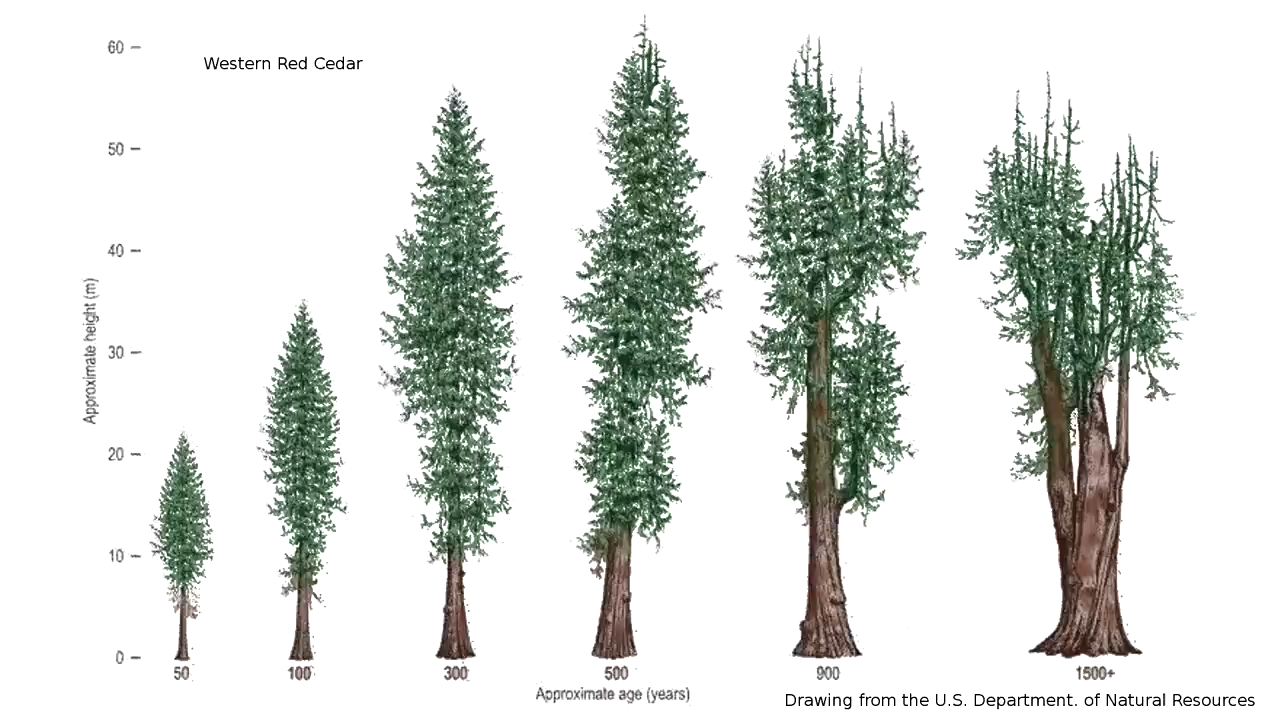 Western Red Cedar
Approximate height (m)
60
50
40
30
20
10
0
50 100 300 500 900 1500+
Approximate age (years)
Drawing from the U.S. Department. of Natural Resources